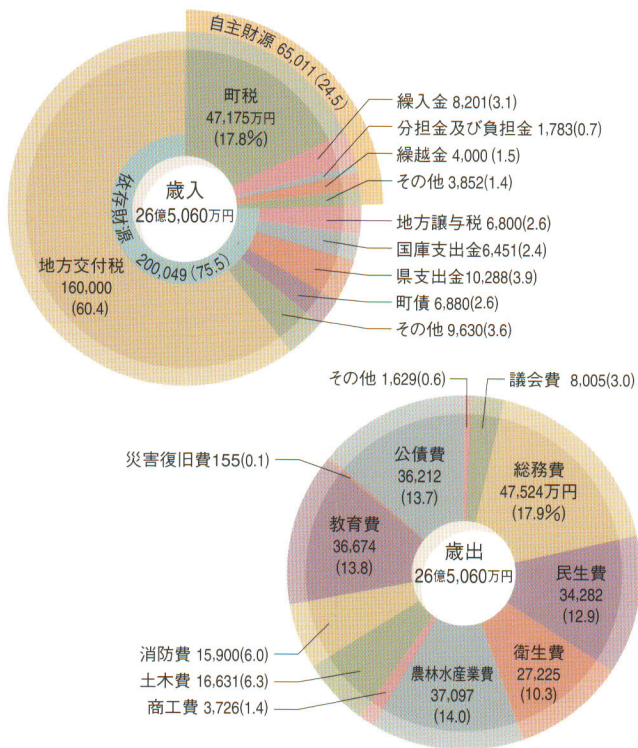 自主財源 65,011 (24.5)
町税
47,175万円
(17.8%)
繰入金 8,201(3.1)
分担金及び負担金 1,783(0.7)
繰越金 4,000 (1.5)
その他 3,852(1.4)
歳入
26億5,060万円
依存財源
200,049 (75.5)
地方交付税
160,000
(60.4)
地方譲与税 6,800(2.6)
国庫支出金6,451(2.4)
県支出金10,288(3.9)
町債 6,880(2.6)
その他 9,630(3.6)
その他 1,629(0.6)
議会費 8,005(3.0)
災害復旧費155(0.1)
公債費
36,212
(13.7)
総務費
47,524万円
(17.9%)
教育費
36,674
(13.8)
歳出
26億5,060万円
民生費
34,282
(12.9)
消防費 15,900(6.0)
土木費 16,631(6.3)
商工費 3,726(1.4)
農林水産業費
37,097
(14.0)
衛生費
27,225
(10.3)